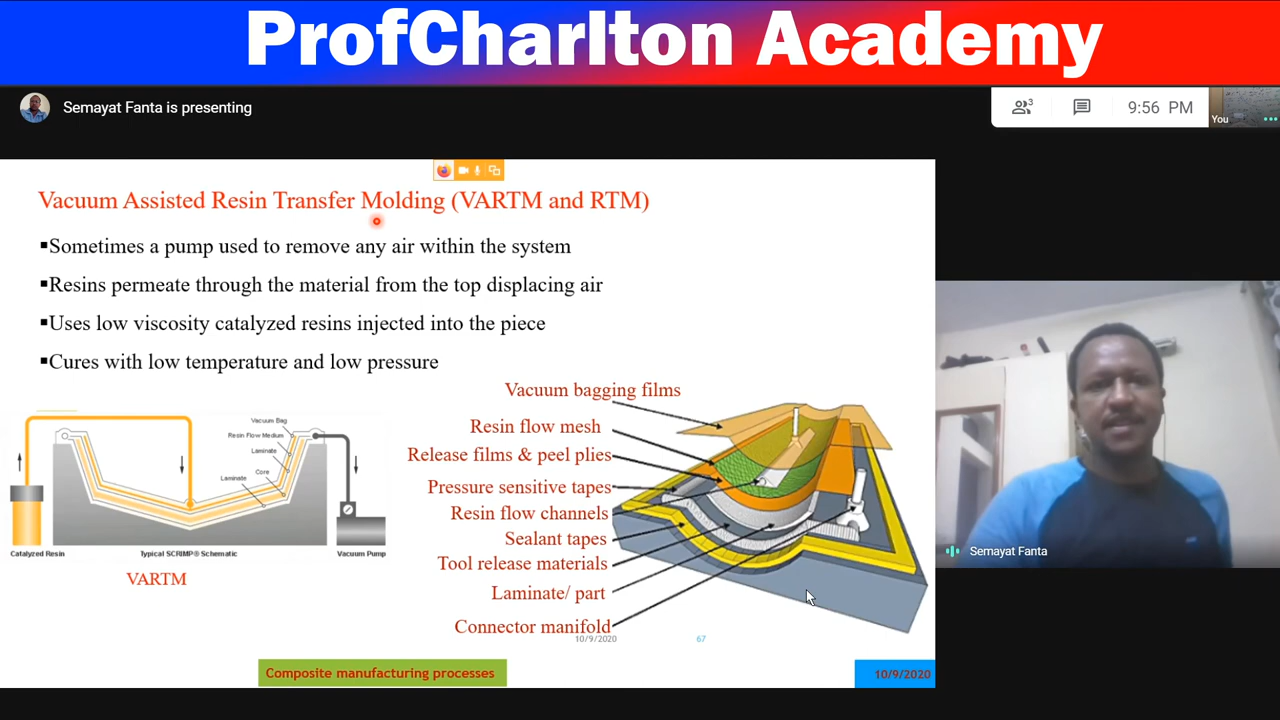 ProfCharlton Academy
Semayat Fanta is presenting
3
9:56 PM
You
Vacuum Assisted Resin Transfer Molding (VARTM and RTM)
▪Sometimes a pump used to remove any air within the system
▪Resins permeate through the material from the top displacing air
▪Uses low viscosity catalyzed resins injected into the piece
▪Cures with low temperature and low pressure
Vacuum Bag
Resin Flow Medium
Laminate
Core
Laminate
Catalyzed Resin
Typical SCRIMP® Schematic
Vacuum Pump
VARTM
Vacuum bagging films
Resin flow mesh
Release films & peel plies
Pressure sensitive tapes
Resin flow channels
Sealant tapes
Tool release materials
Laminate/ part
Connector manifold
10/9/2020
67
Semayat Fanta
Composite manufacturing processes
10/9/2020